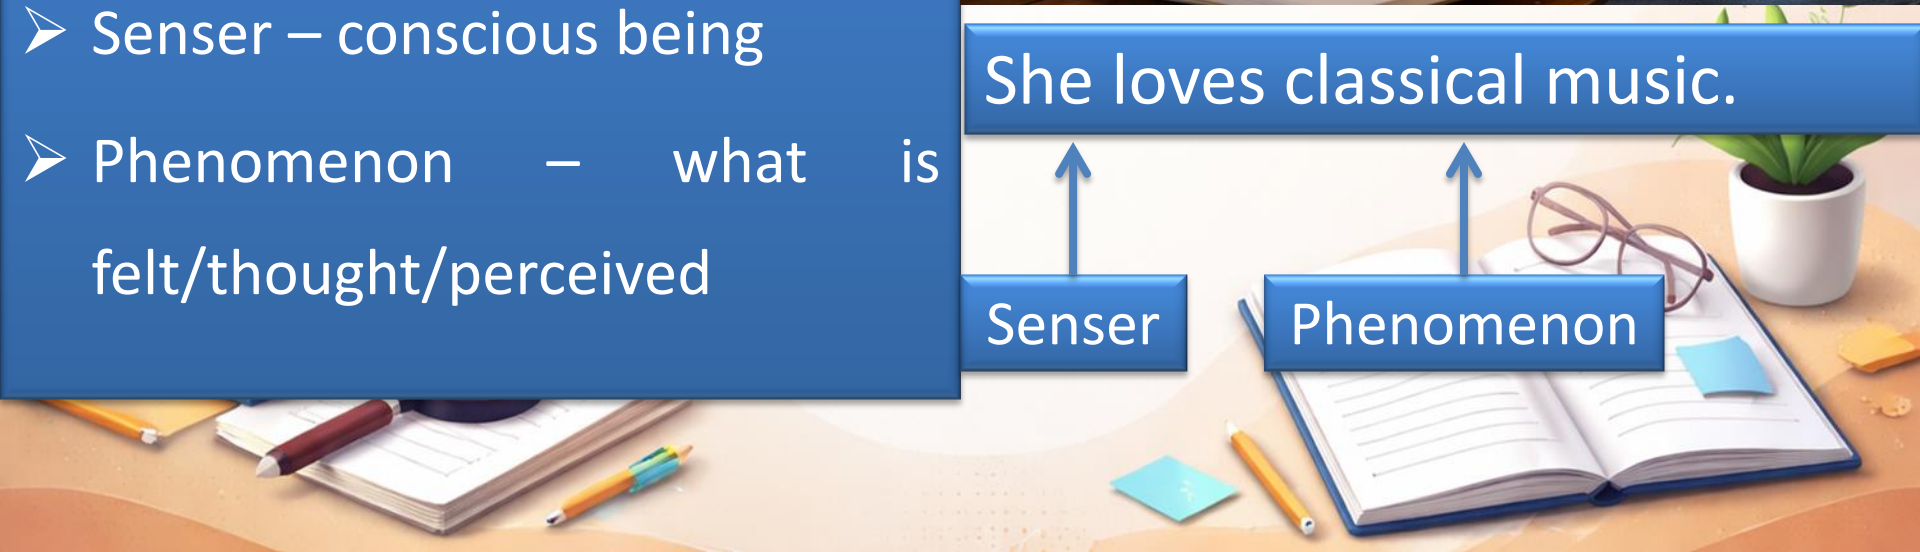 ➢ Senser – conscious being
➢ Phenomenon – what is
felt/thought/perceived
She loves classical music.
Senser
Phenomenon